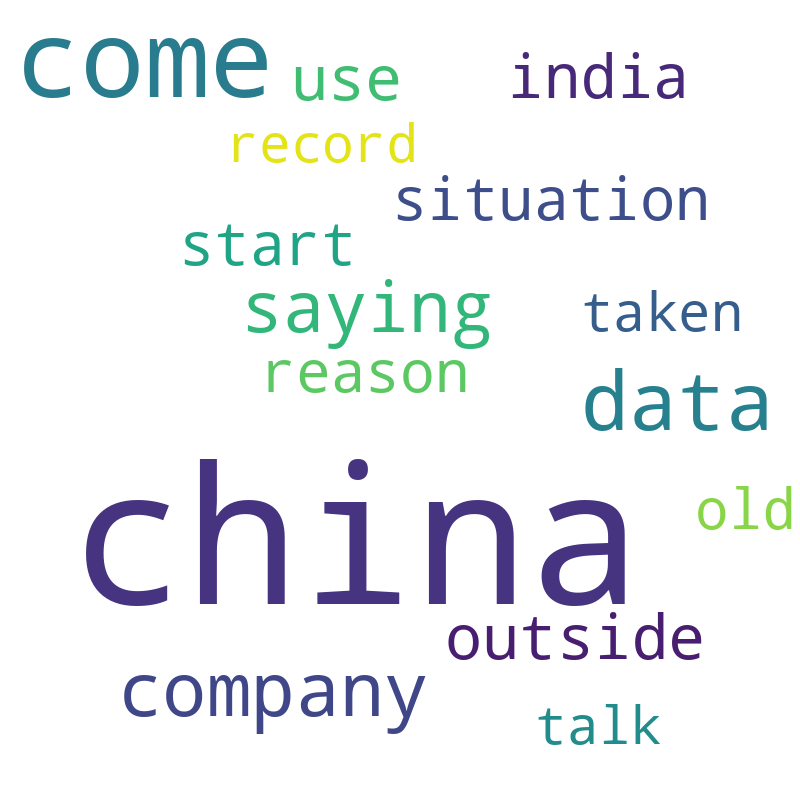 come use india
record
situation
start
saying taken
reason
data
china
old
outside
company
talk